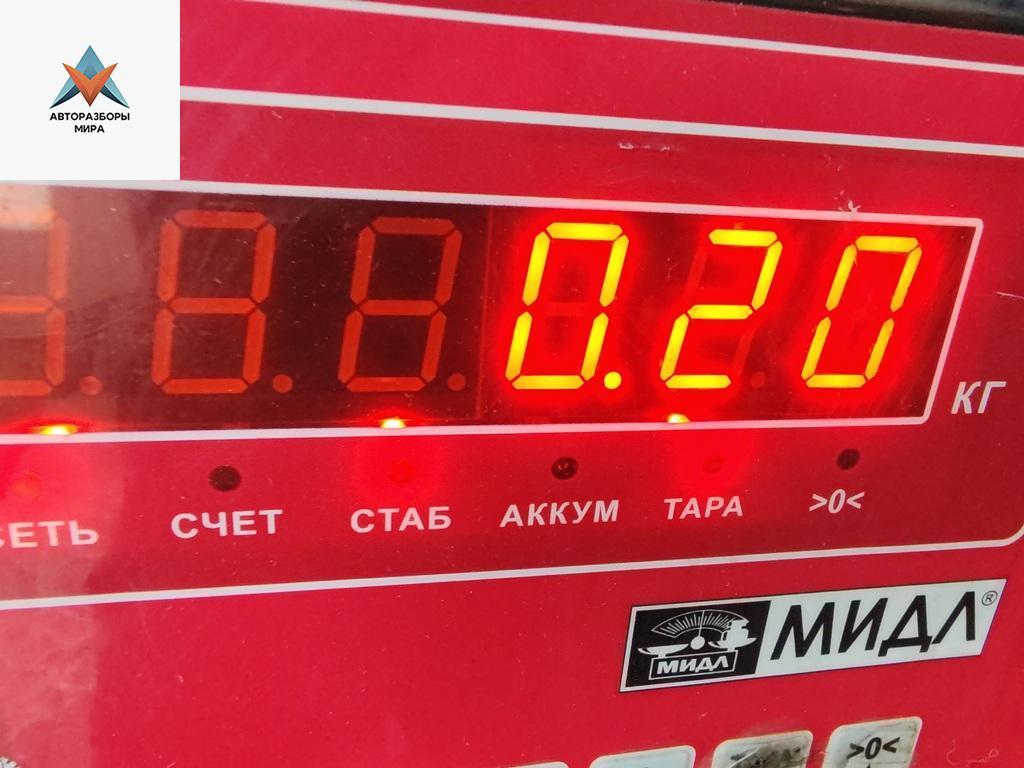 АВТОРАЗБОРЫ
МИРА
0.20
КГ
СЕТЬ СЧЕТ СТАБ АККУМ ТАРА >0<
МИДЛ МИДЛ®
>0<